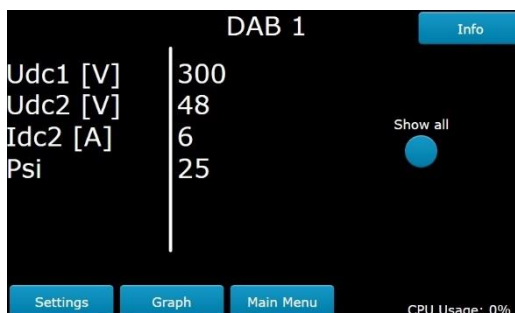 DAB 1
Info
Udc1 [V] 300
Udc2 [V] 48
Idc2 [A] 6
Psi 25
Show all
Settings
Graph
Main Menu
CPU Usage: 0%